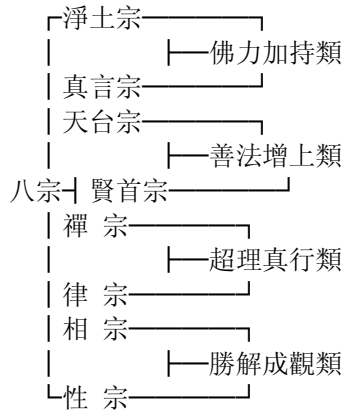 淨土宗
佛力加持類
真言宗
天台宗
善法增上類
八宗 賢首宗
禪 宗
超理真行類
律 宗
相 宗
勝解成觀類
性 宗